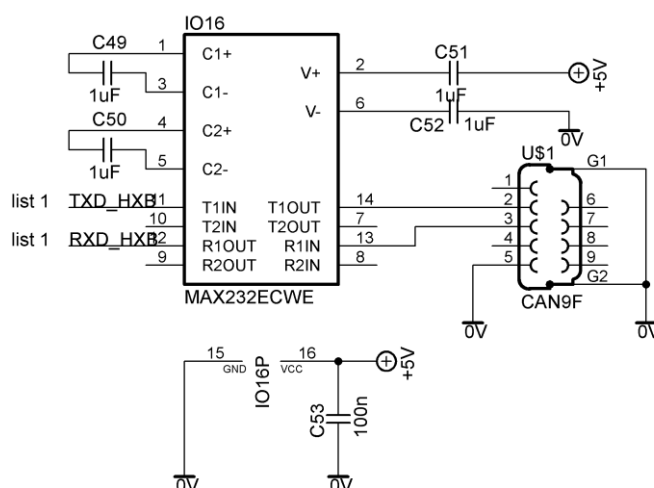 IO16
C49
1
C1+
1uF
3
C1-
C50
4
C2+
1uF
5
C2-
V+
2
C51
1uF
+5V
V-
6
C52
1uF
0V
list 1
TXD_HXB
11
T1IN
T1OUT
14
10
T2IN
T2OUT
7
list 1
RXD_HXB
12
R1OUT
R1IN
13
9
R2OUT
R2IN
8
MAX232ECWE
U$1
G1
1
2
6
3
7
4
8
5
9
G2
CAN9F
0V
0V
15
GND
IO16P
16
VCC
+5V
C53
100n
0V
0V